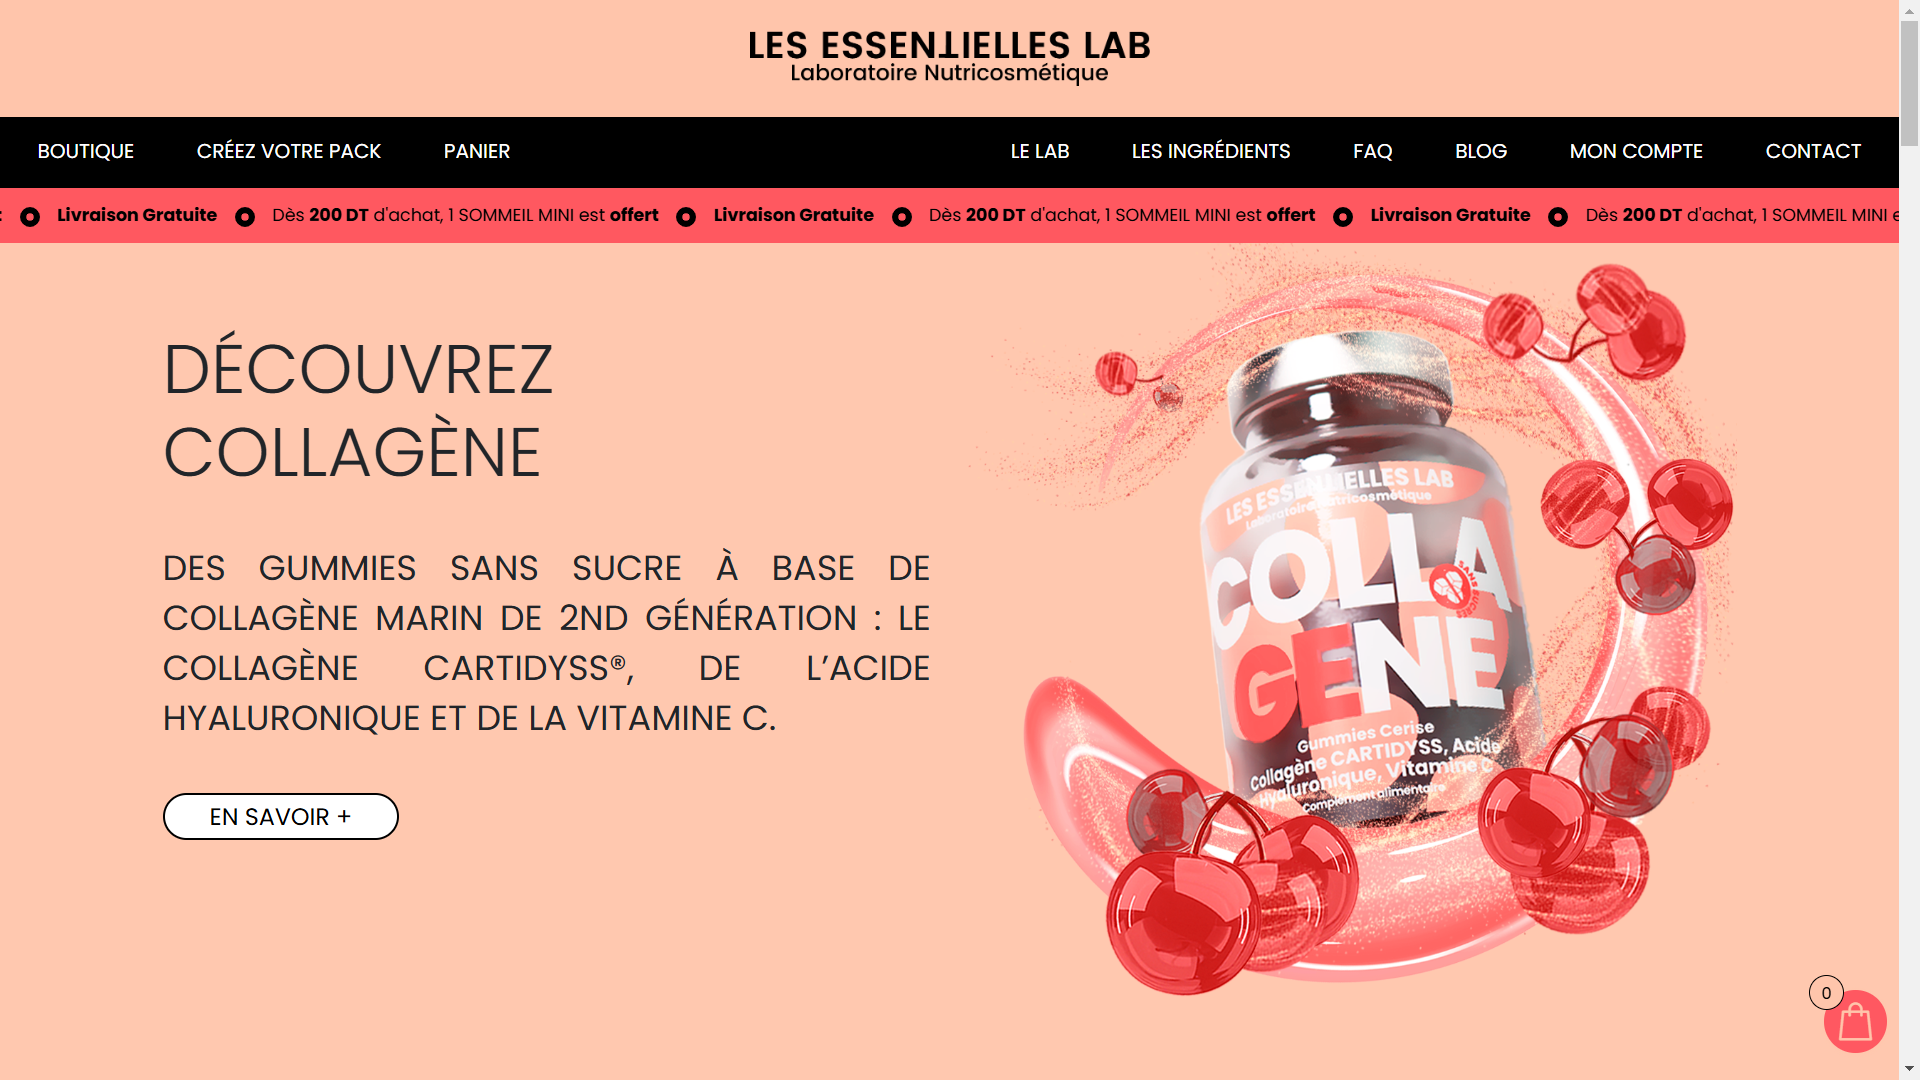 LES ESSENTIELLES LAB
Laboratoire Nutricosmétique
BOUTIQUE CRÉEZ VOTRE PACK PANIER LE LAB LES INGRÉDIENTS FAQ BLOG MON COMPTE CONTACT
Livraison Gratuite Dès 200 DT d'achat, 1 SOMMEIL MINI est offert Livraison Gratuite Dès 200 DT d'achat, 1 SOMMEIL MINI est offert Livraison Gratuite Dès 200 DT d'achat, 1 SOMMEIL MINI
DÉCOUVREZ
COLLAGÈNE
DES GUMMIES SANS SUCRE À BASE DE
COLLAGÈNE MARIN DE 2ND GÉNÉRATION : LE
COLLAGÈNE CARTIDYSS®, DE L’ACIDE
HYALURONIQUE ET DE LA VITAMINE C.
EN SAVOIR +
LES ESSENTIELLES LAB
Laboratoire Nutricosmétique
COLLA
GENE
SANS SUCRES
Gummies Cerise
Collagène CARTIDYSS, Acide
Hyaluronique, Vitamine C
Complément alimentaire
0